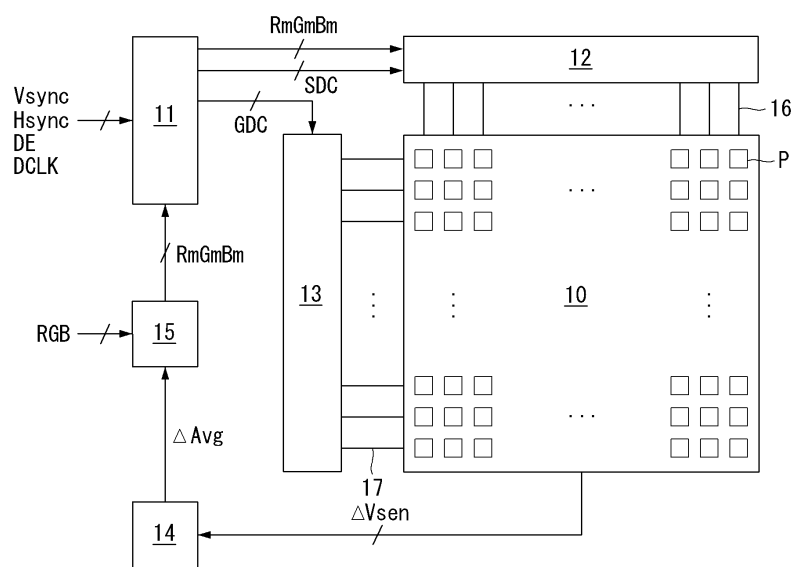 RmGmBm
12
SDC
Vsync
Hsync
DE
DCLK
11
GDC
16
...
P
...
RmGmBm
13
10
RGB
15
△Avg
...
17
△Vsen
14